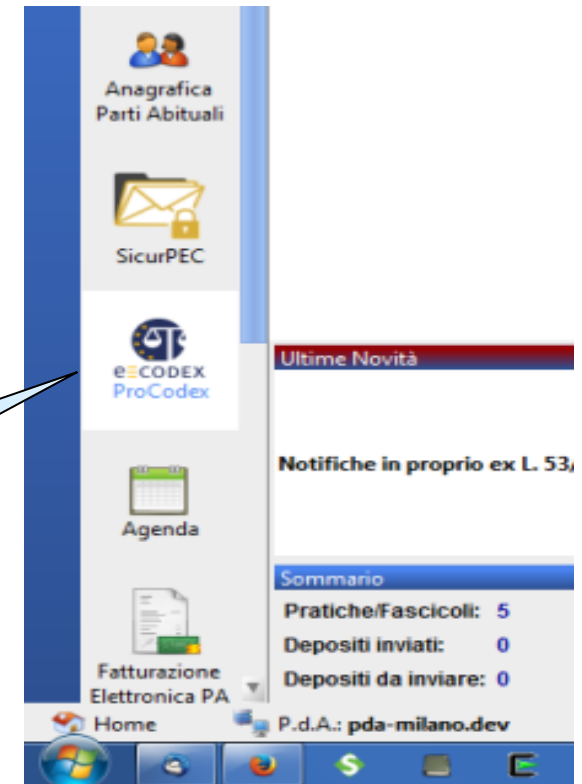 Anagrafica
Parti Abituali
SicurPEC
e-CODEX
ProCodex
Agenda
Fatturazione
Elettronica PA
Ultime Novità
Notifiche in proprio ex L. 53/
Sommario
Pratiche/Fascicoli: 5
Depositi inviati: 0
Depositi da inviare: 0
Home P.d.A.: pda-milano.dev